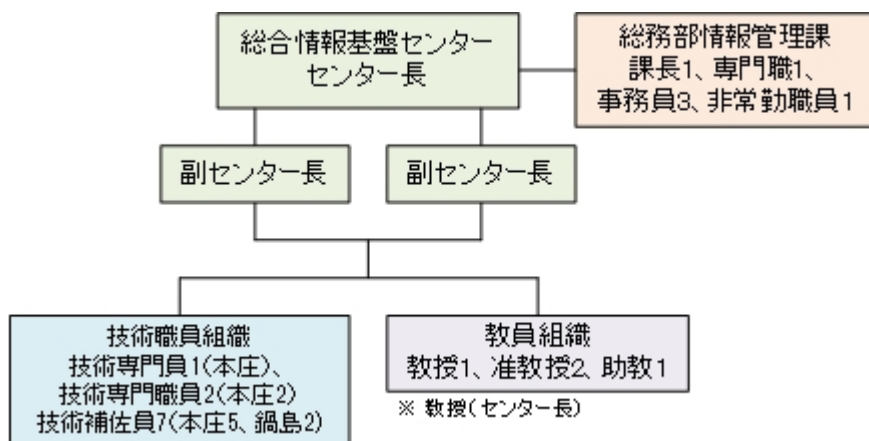 総合情報基盤センター
センター長
総務部情報管理課
課長1、専門職1、
事務員3、非常勤職員1
副センター長
副センター長
技術職員組織
技術専門員1(本庄)、
技術専門職員2(本庄2)
技術補佐員7(本庄5、鍋島2)
教員組織
教授1、准教授2、助教1
※ 教授(センター長)